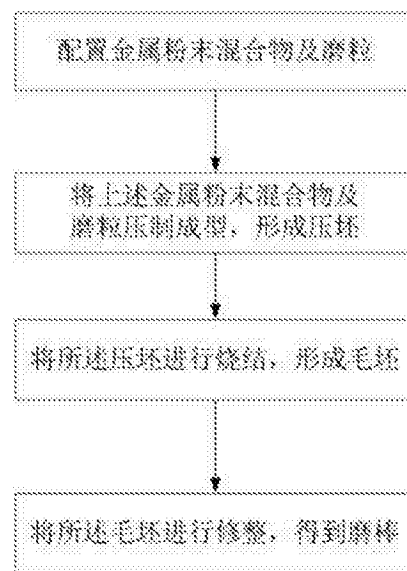 配置金属粉末混合物及磨粒
将上述金属粉末混合物及
磨粒压制成型，形成压坯
将所述压坯进行烧结，形成毛坯
将所述毛坯进行修整，得到磨棒